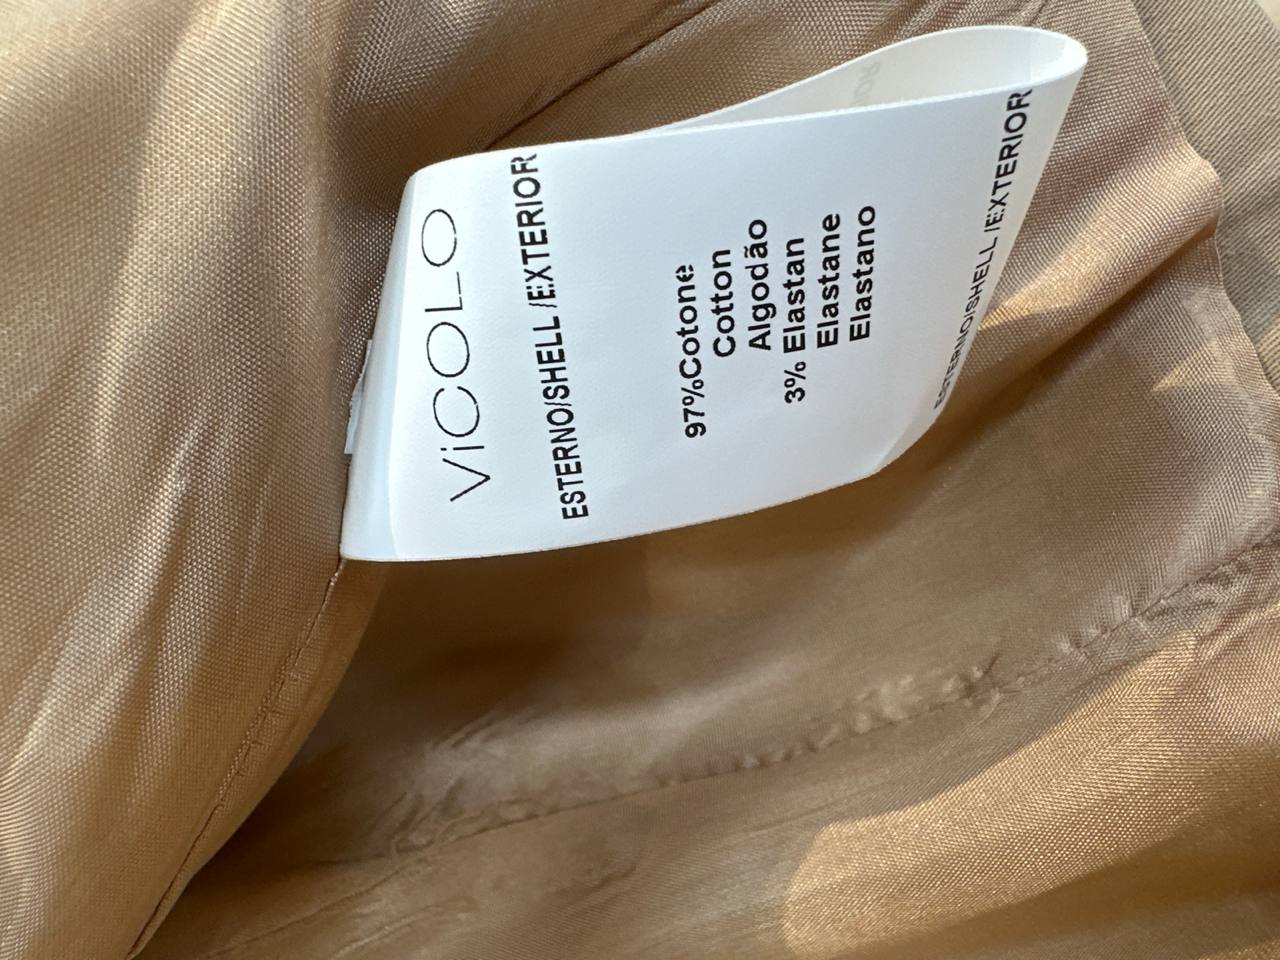 ViCOLO
ESTERNO/SHELL /EXTERIOR
97%Cotone
Cotton
Algodão
3% Elastan
Elastane
Elastano
ESTERNO/SHELL /EXTERIOR